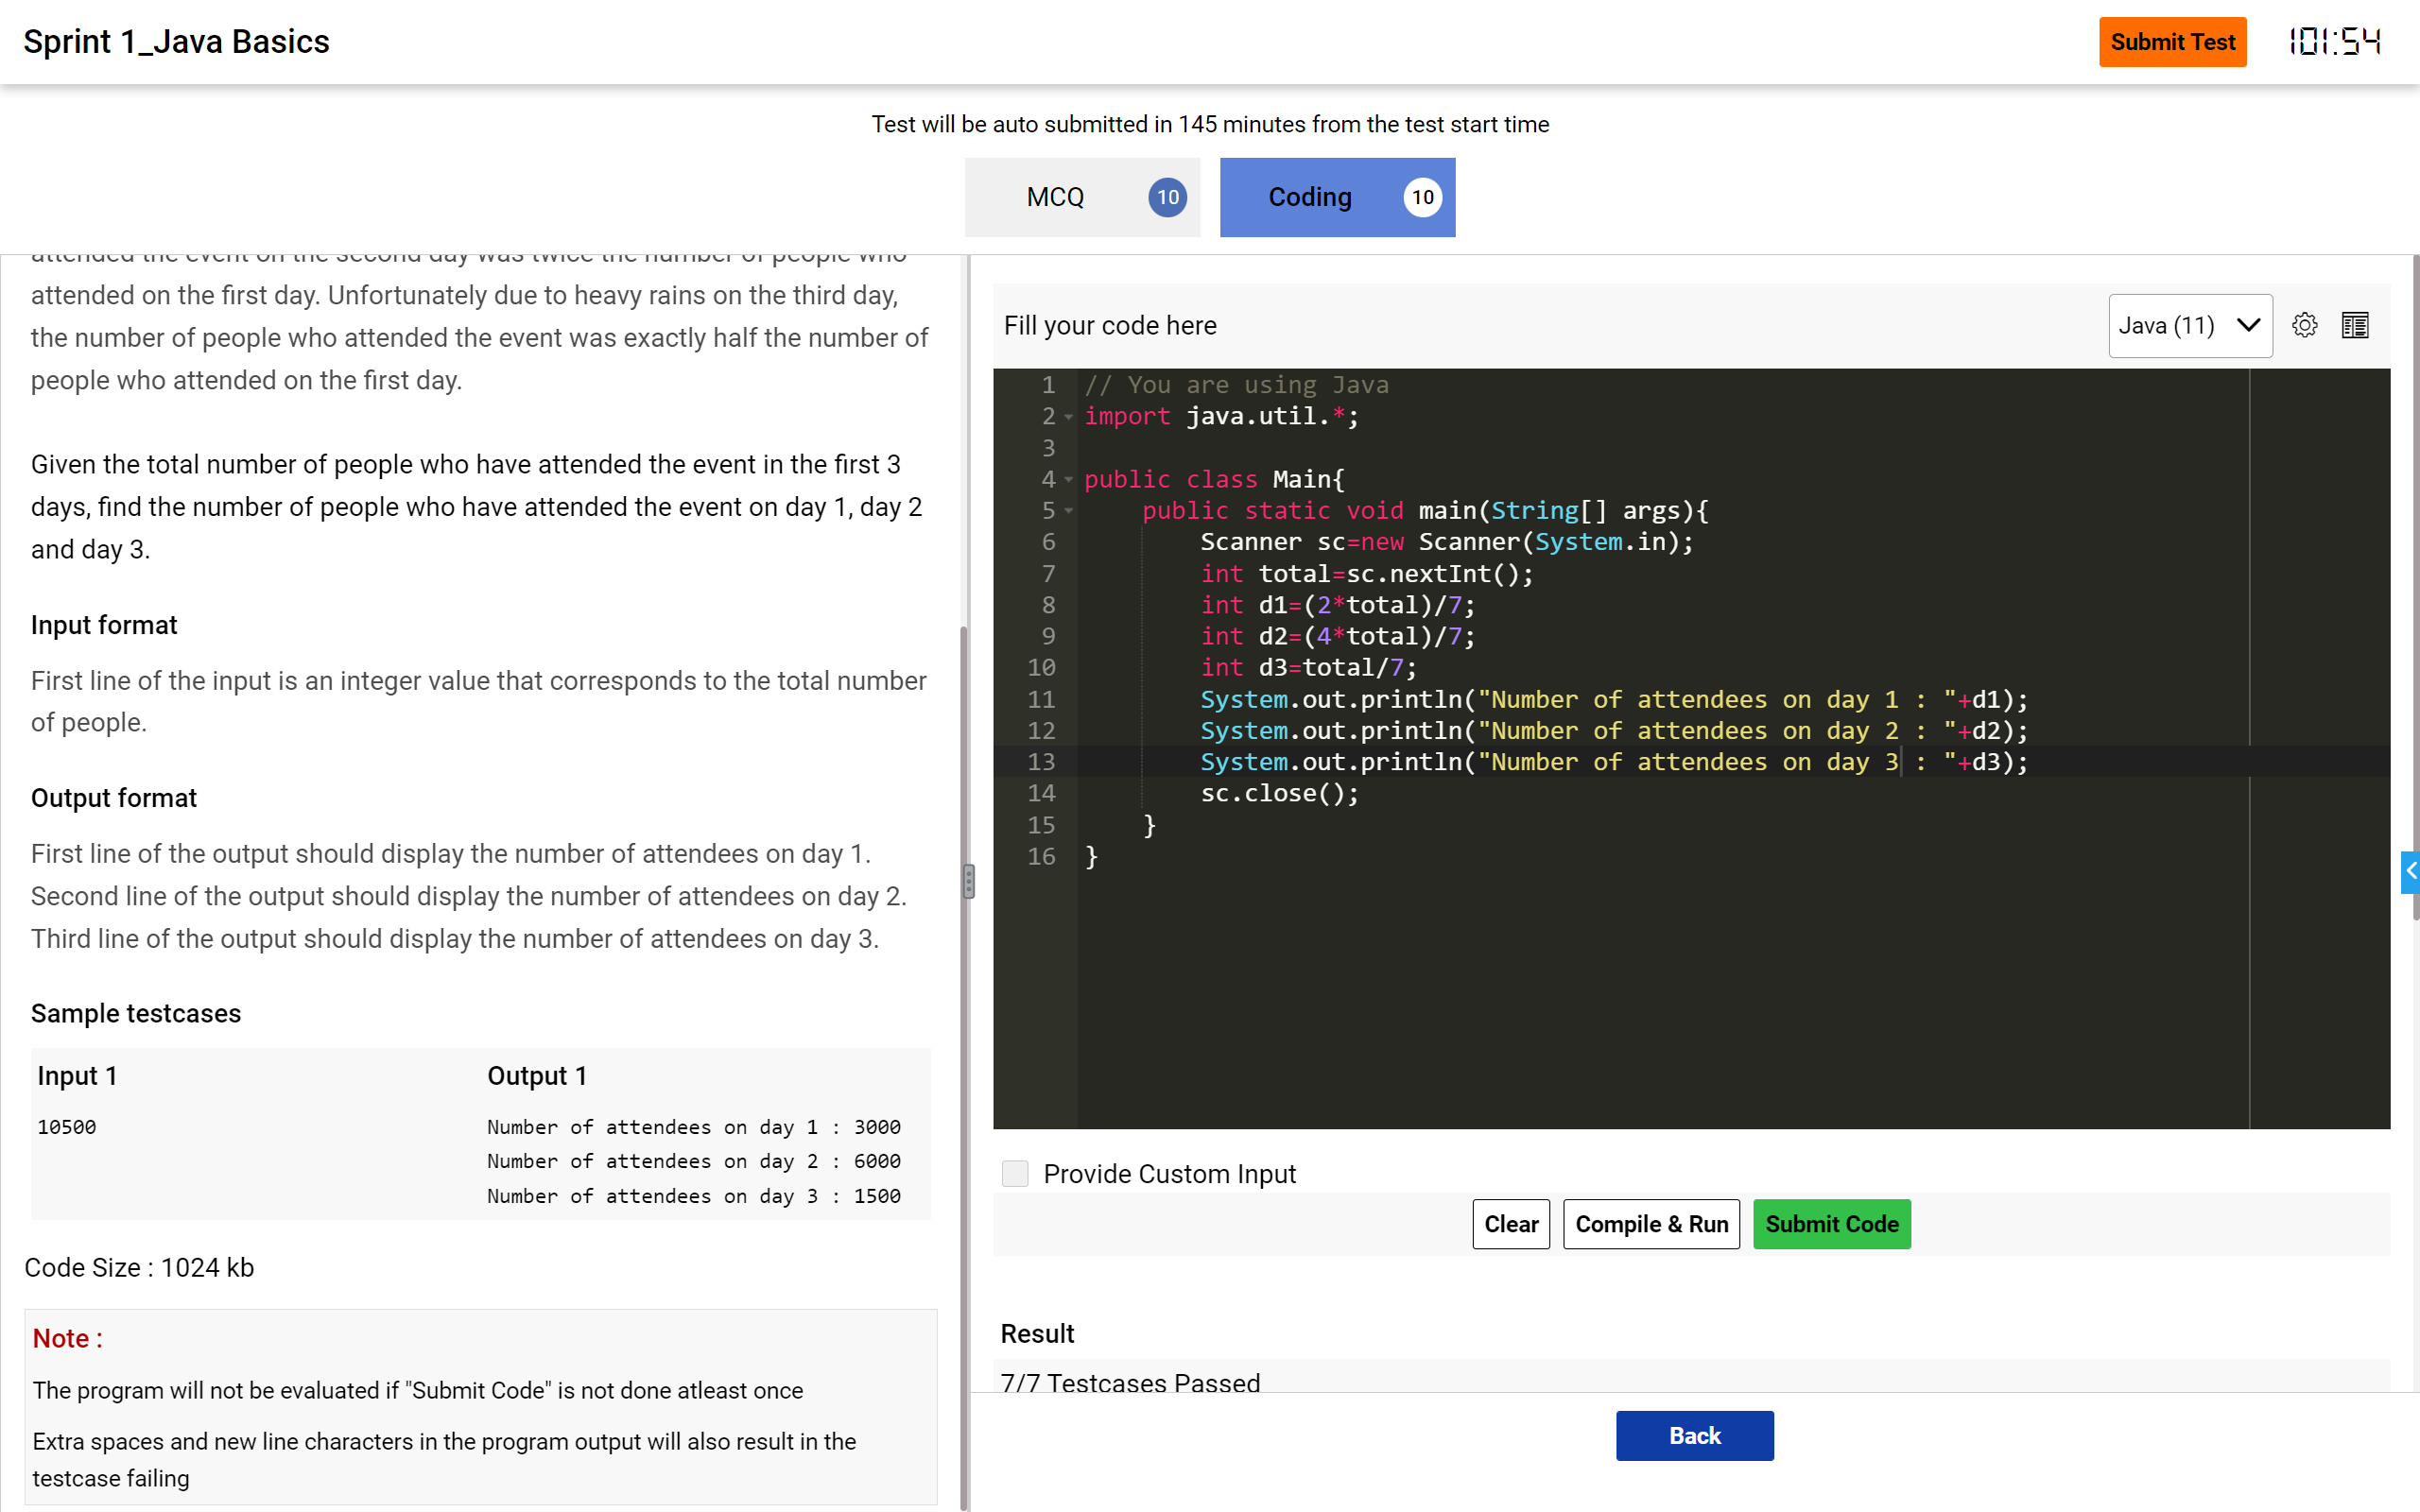 Sprint 1_Java Basics
Submit Test
101:54
Test will be auto submitted in 145 minutes from the test start time
MCQ 10
Coding 10
attended the event on the second day was twice the number of people who
attended on the first day. Unfortunately due to heavy rains on the third day,
the number of people who attended the event was exactly half the number of
people who attended on the first day.
Given the total number of people who have attended the event in the first 3
days, find the number of people who have attended the event on day 1, day 2
and day 3.
Input format
First line of the input is an integer value that corresponds to the total number
of people.
Output format
First line of the output should display the number of attendees on day 1.
Second line of the output should display the number of attendees on day 2.
Third line of the output should display the number of attendees on day 3.
Sample testcases
Input 1
10500
Output 1
Number of attendees on day 1 : 3000
Number of attendees on day 2 : 6000
Number of attendees on day 3 : 1500
Code Size : 1024 kb
Note :
The program will not be evaluated if "Submit Code" is not done atleast once
Extra spaces and new line characters in the program output will also result in the
testcase failing
Fill your code here
Java (11)
1 // You are using Java
2 import java.util.*;
3
4 public class Main{
5 public static void main(String[] args){
6 Scanner sc=new Scanner(System.in);
7 int total=sc.nextInt();
8 int d1=(2*total)/7;
9 int d2=(4*total)/7;
10 int d3=total/7;
11 System.out.println("Number of attendees on day 1 : "+d1);
12 System.out.println("Number of attendees on day 2 : "+d2);
13 System.out.println("Number of attendees on day 3 : "+d3);
14 sc.close();
15 }
16 }
Provide Custom Input
Clear
Compile & Run
Submit Code
Result
7/7 Testcases Passed
Back